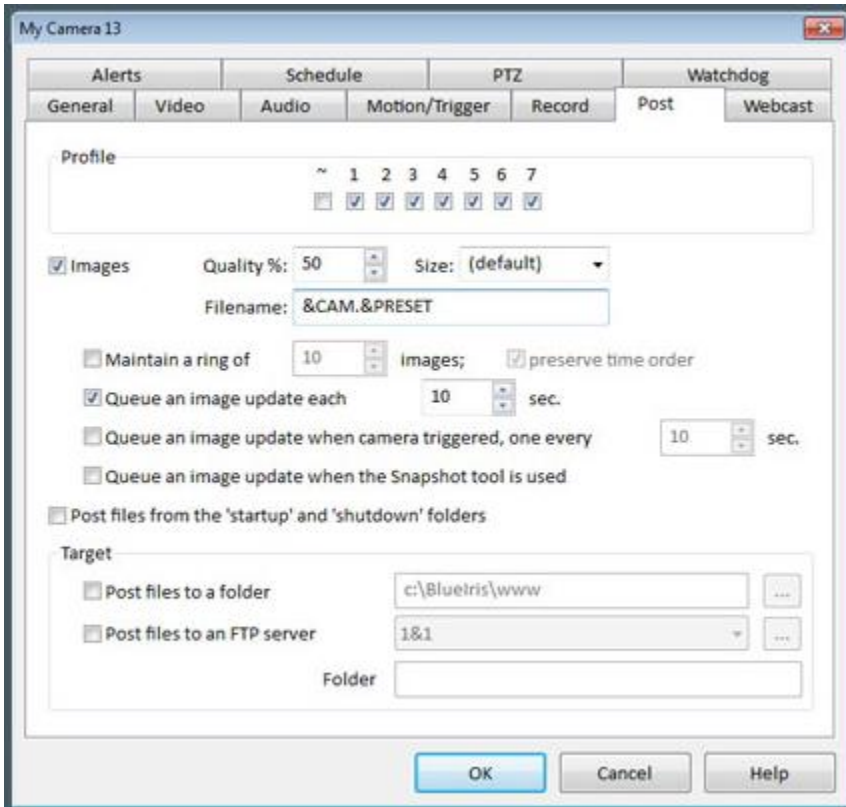 My Camera 13
Alerts Schedule PTZ Watchdog
General Video Audio Motion/Trigger Record Post Webcast
Profile
~ 1 2 3 4 5 6 7
Images Quality %: 50 Size: (default)
Filename: &CAM.&PRESET
Maintain a ring of 10 images; preserve time order
Queue an image update each 10 sec.
Queue an image update when camera triggered, one every 10 sec.
Queue an image update when the Snapshot tool is used
Post files from the 'startup' and 'shutdown' folders
Target
Post files to a folder c:\BlueIris\www ...
Post files to an FTP server 1&1 ...
Folder
OK Cancel Help